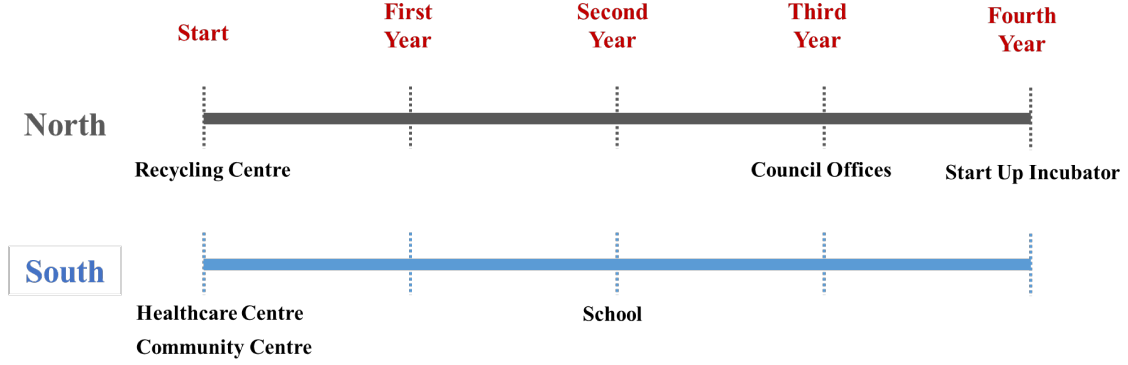 Start
First
Year
Second
Year
Third
Year
Fourth
Year
North
Recycling Centre
Council Offices
Start Up Incubator
South
Healthcare Centre
School
Community Centre